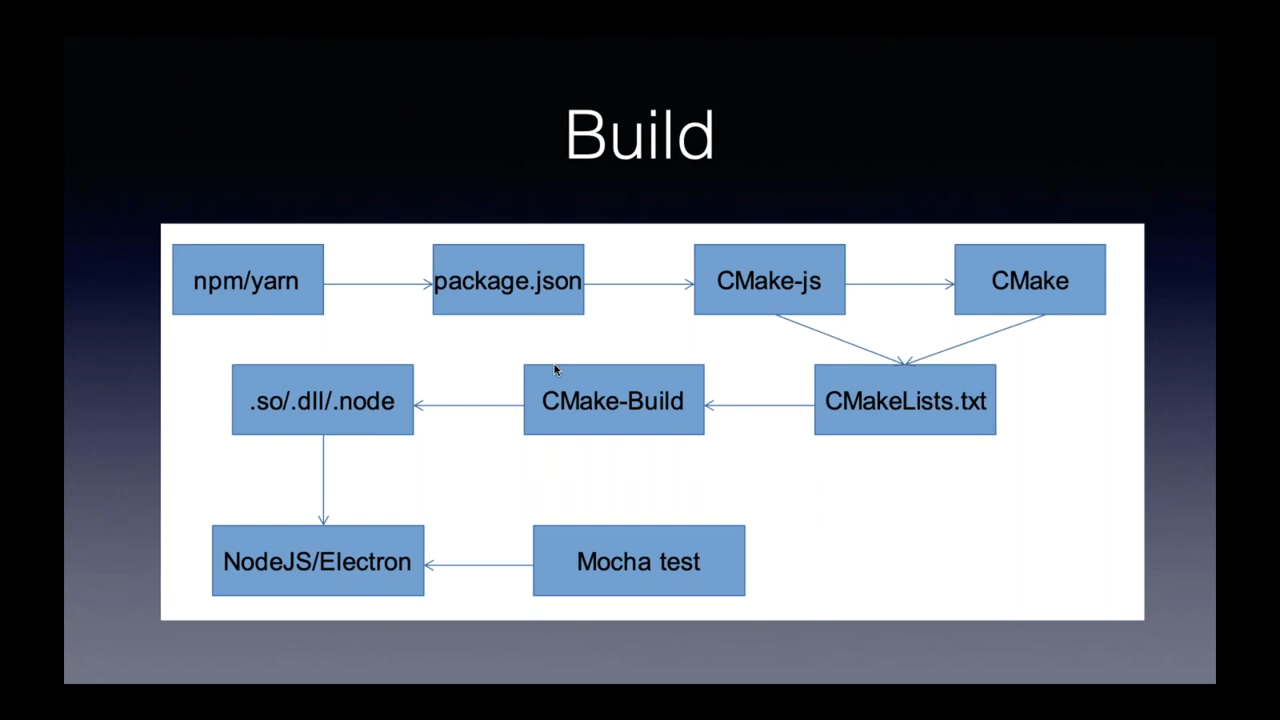 Build
npm/yarn
package.json
CMake-js
CMake
.so/.dll/.node
CMake-Build
CMakeLists.txt
NodeJS/Electron
Mocha test